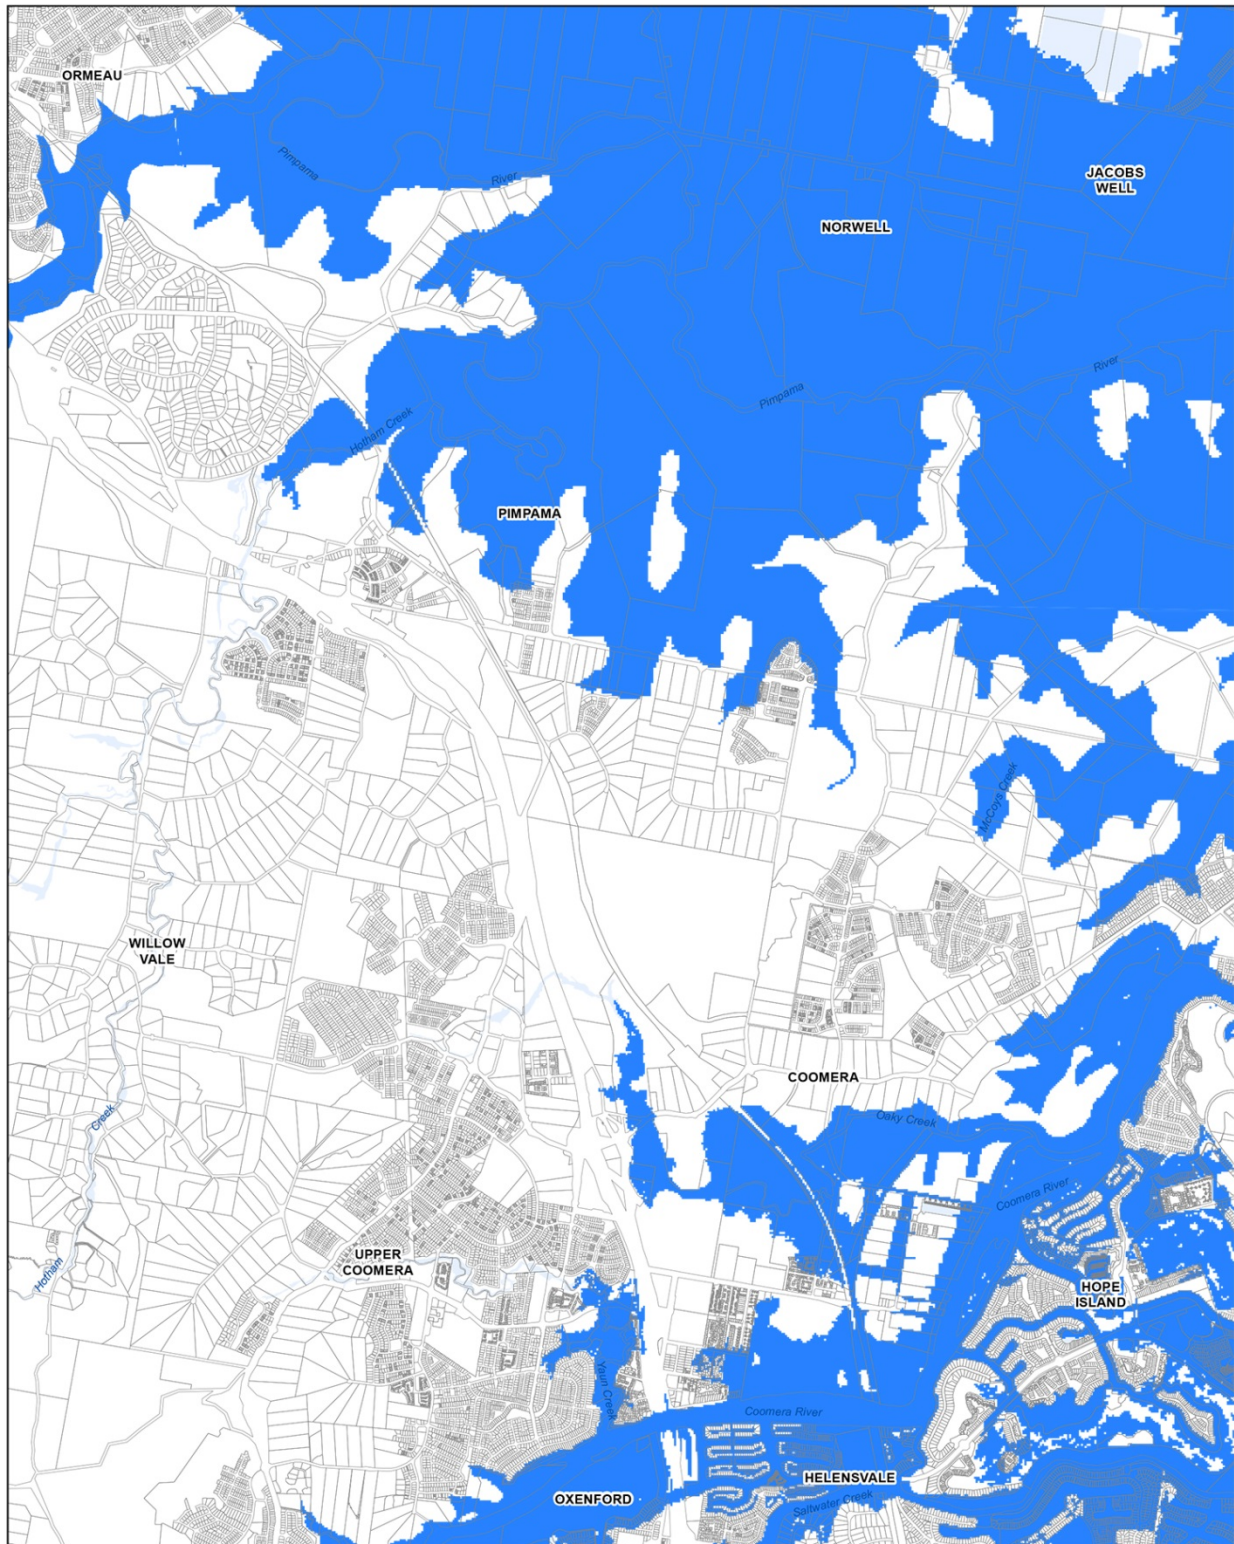 ORMEAU
Pimpama
River
JACOBS
WELL
NORWELL
River
Pimpama
Hotham Creek
PIMPAMA
McCoys Creek
WILLOW
VALE
COOMERA
Creek
Oaky Creek
Coomera River
UPPER
COOMERA
Hotham
HOPE
ISLAND
Yaun Creek
Coomera River
HELENSVALE
OXENFORD
Saltwater Creek